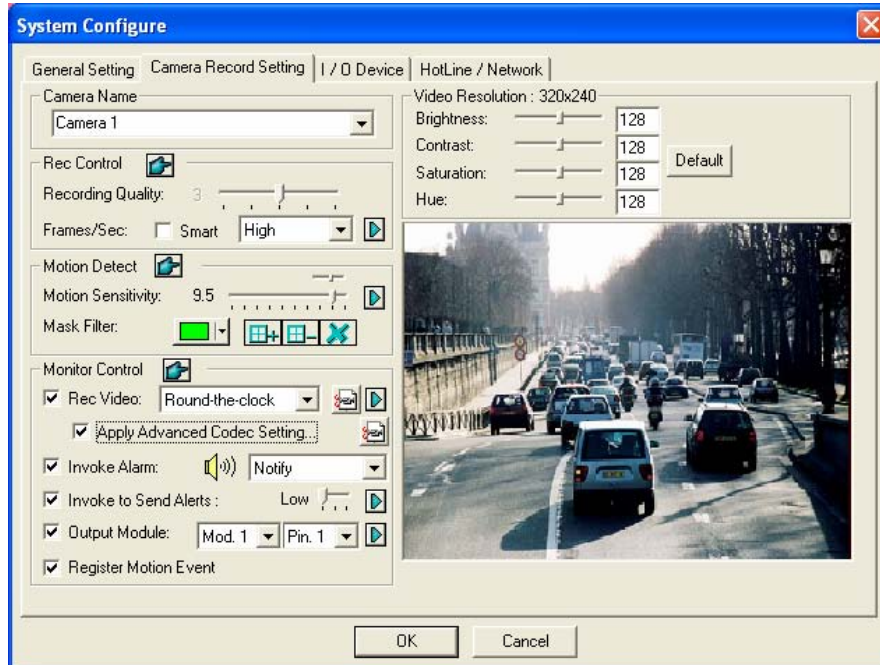 System Configure
General Setting
Camera Record Setting
I / O Device
HotLine / Network
Camera Name
Camera 1
Rec Control
Recording Quality: 3
Frames/Sec: Smart High
Motion Detect
Motion Sensitivity: 9.5
Mask Filter:
Monitor Control
Rec Video: Round-the-clock
Apply Advanced Codec Setting...
Invoke Alarm: Notify
Invoke to Send Alerts : Low
Output Module: Mod. 1 Pin. 1
Register Motion Event
Video Resolution : 320x240
Brightness: 128
Contrast: 128
Saturation: 128
Hue: 128
Default
OK
Cancel